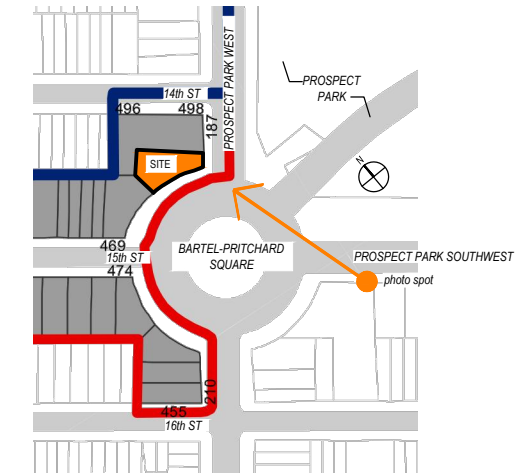 PROSPECT PARK WEST
PROSPECT
PARK
14th ST
496
498
187
SITE
N
469
15th ST
474
BARTEL-PRITCHARD
SQUARE
PROSPECT PARK SOUTHWEST
photo spot
210
455
16th ST